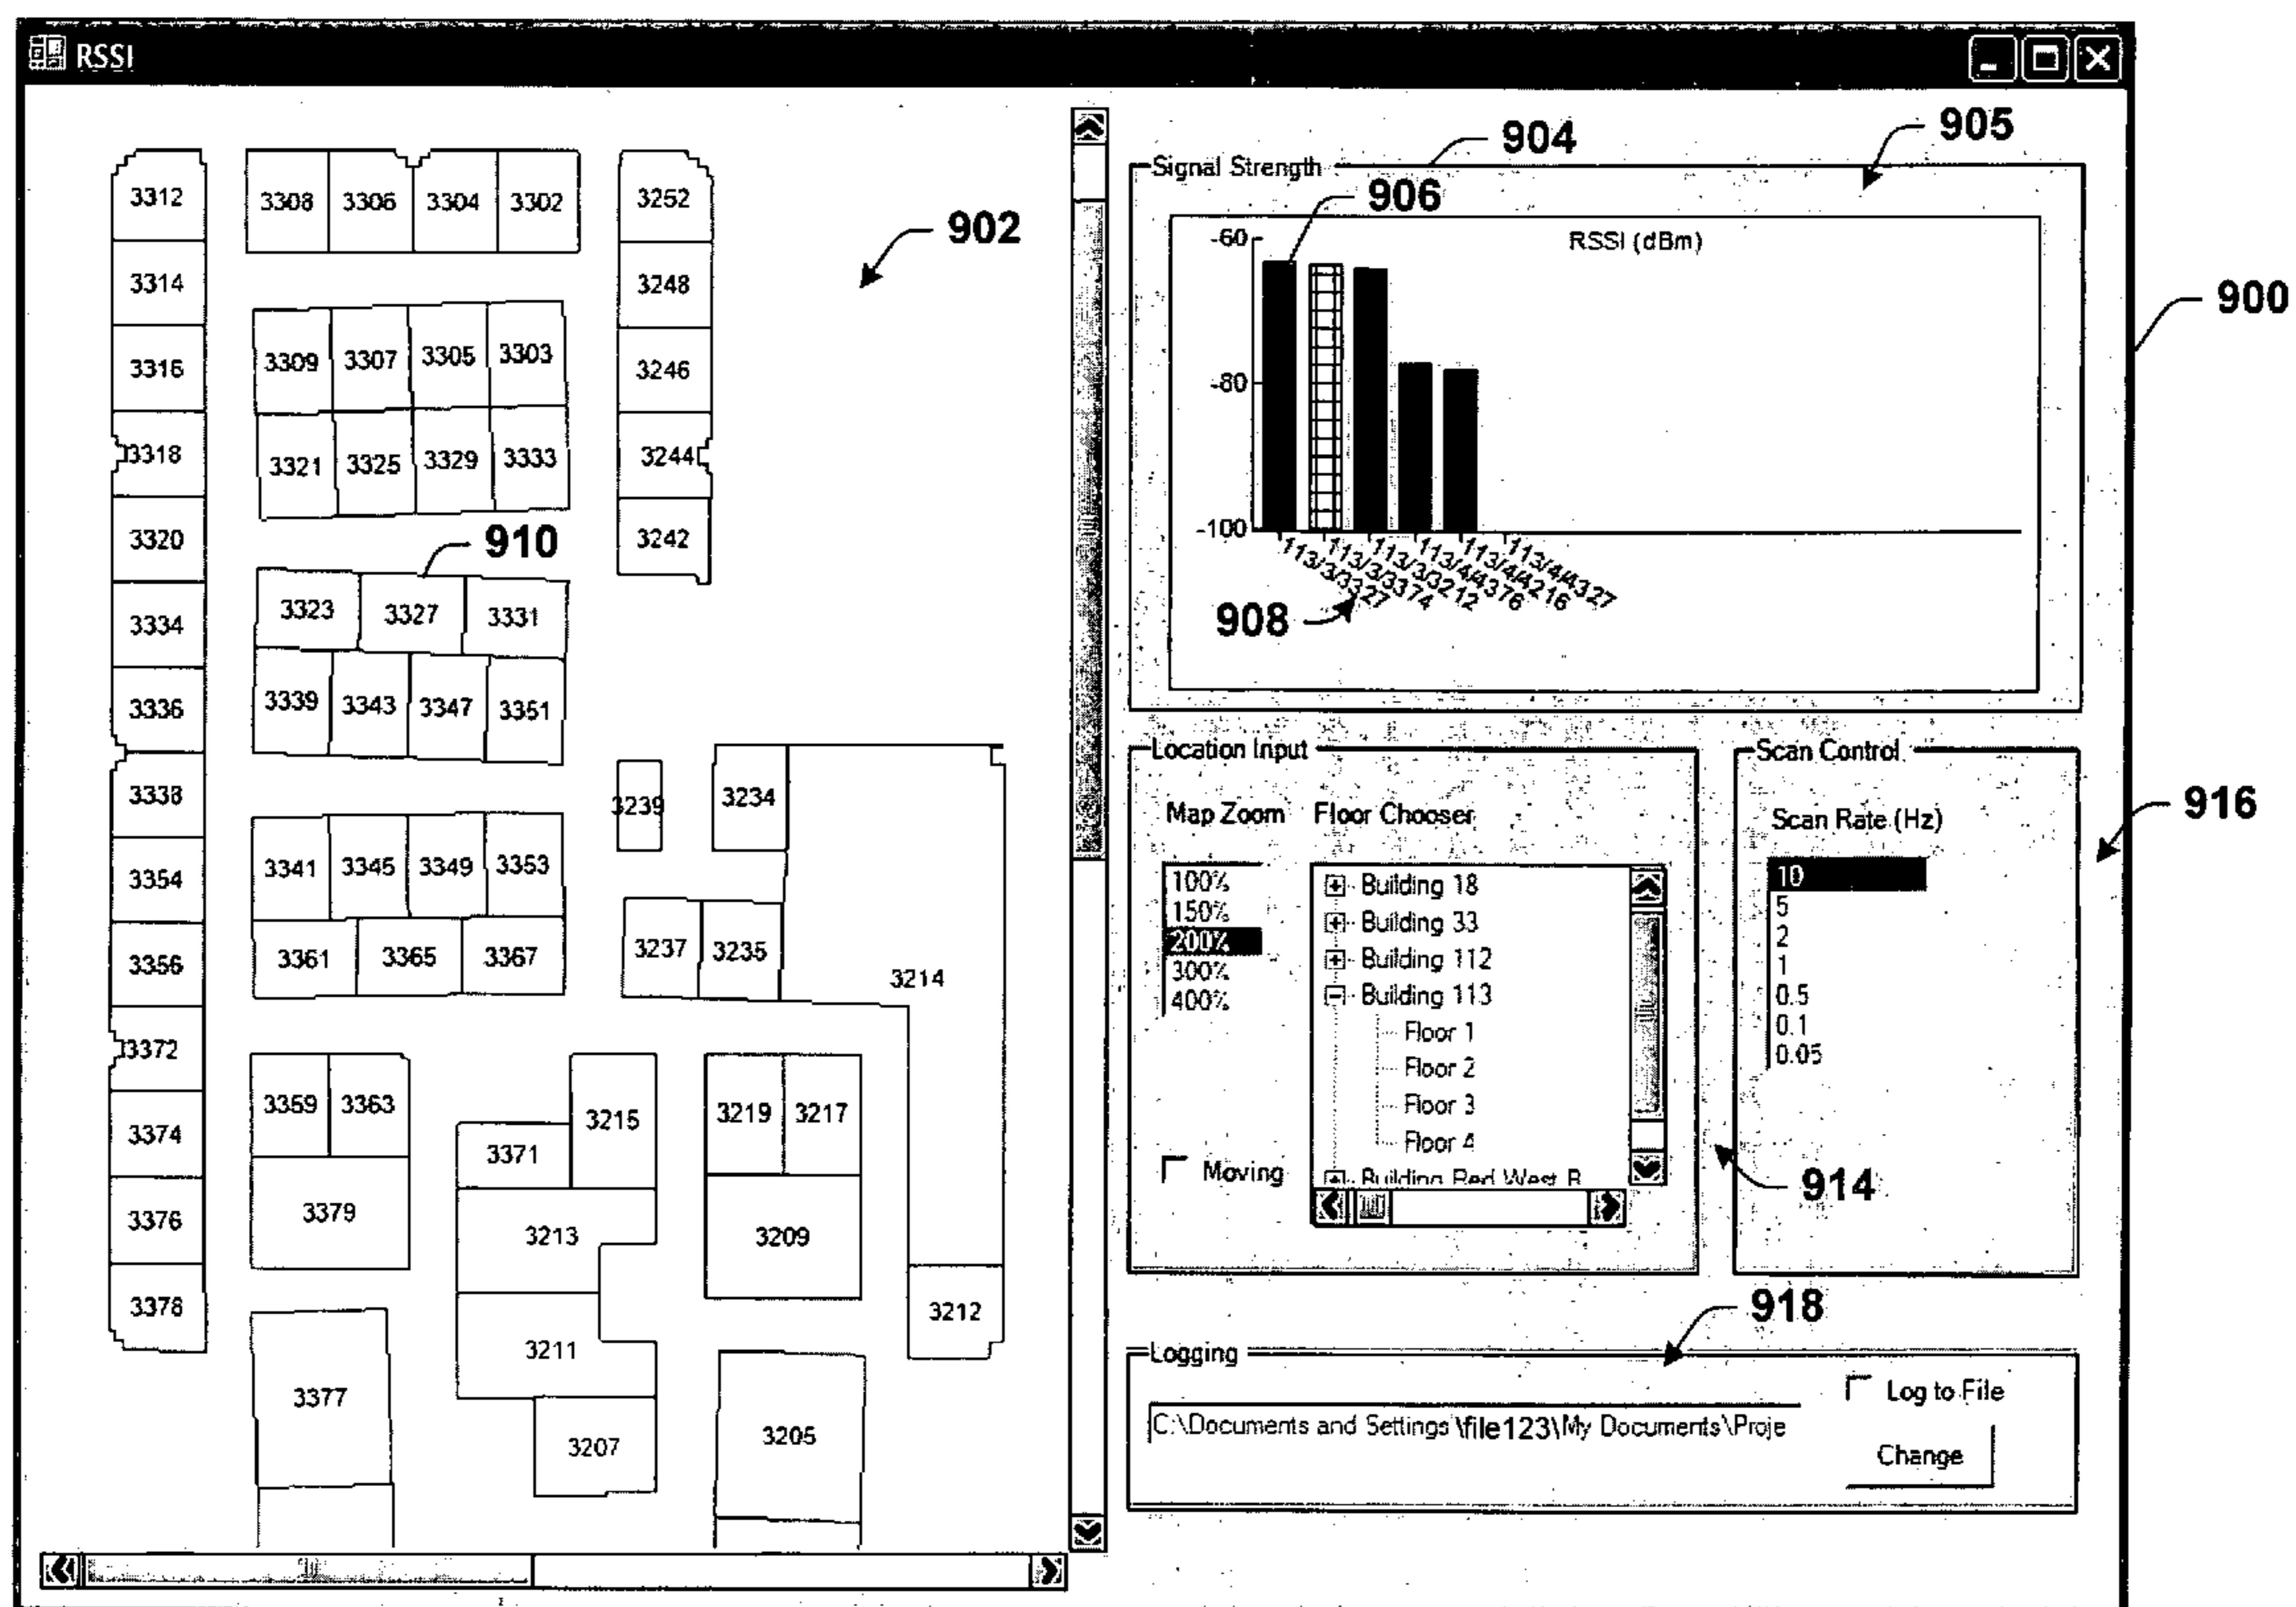 RSSI
3312
3308 3306 3304 3302
3252
902
3314
3248
3309 3307 3305 3303
3316
3246
3318
3321 3325 3329 3333
3244
3320
910
3242
3334
3323 3327 3331
3336
3339 3343 3347 3351
3338
3239
3234
3354
3341 3345 3349 3353
3356
3361 3365 3367
3237 3235
3214
3372
3359 3363
3215
3219 3217
3374
3371
3376
3379
3213
3209
3378
3212
3211
3377
3207
3205
Signal Strength
904
905
906
900
RSSI (dBm)
-60
-80
-100
113/3/3327
113/3/3374
113/3/3212
113/4/4376
113/4/4216
113/4/4327
908
Location Input
Map Zoom
100%
150%
200%
300%
400%
Moving
Floor Chooser
Building 18
Building 33
Building 112
Building 113
Floor 1
Floor 2
Floor 3
Floor 4
Building Red West B
914
Scan Control
Scan Rate (Hz)
10
5
2
1
0.5
0.1
0.05
916
918
Logging
Log to File
C:\Documents and Settings\file123\My Documents\Proje
Change